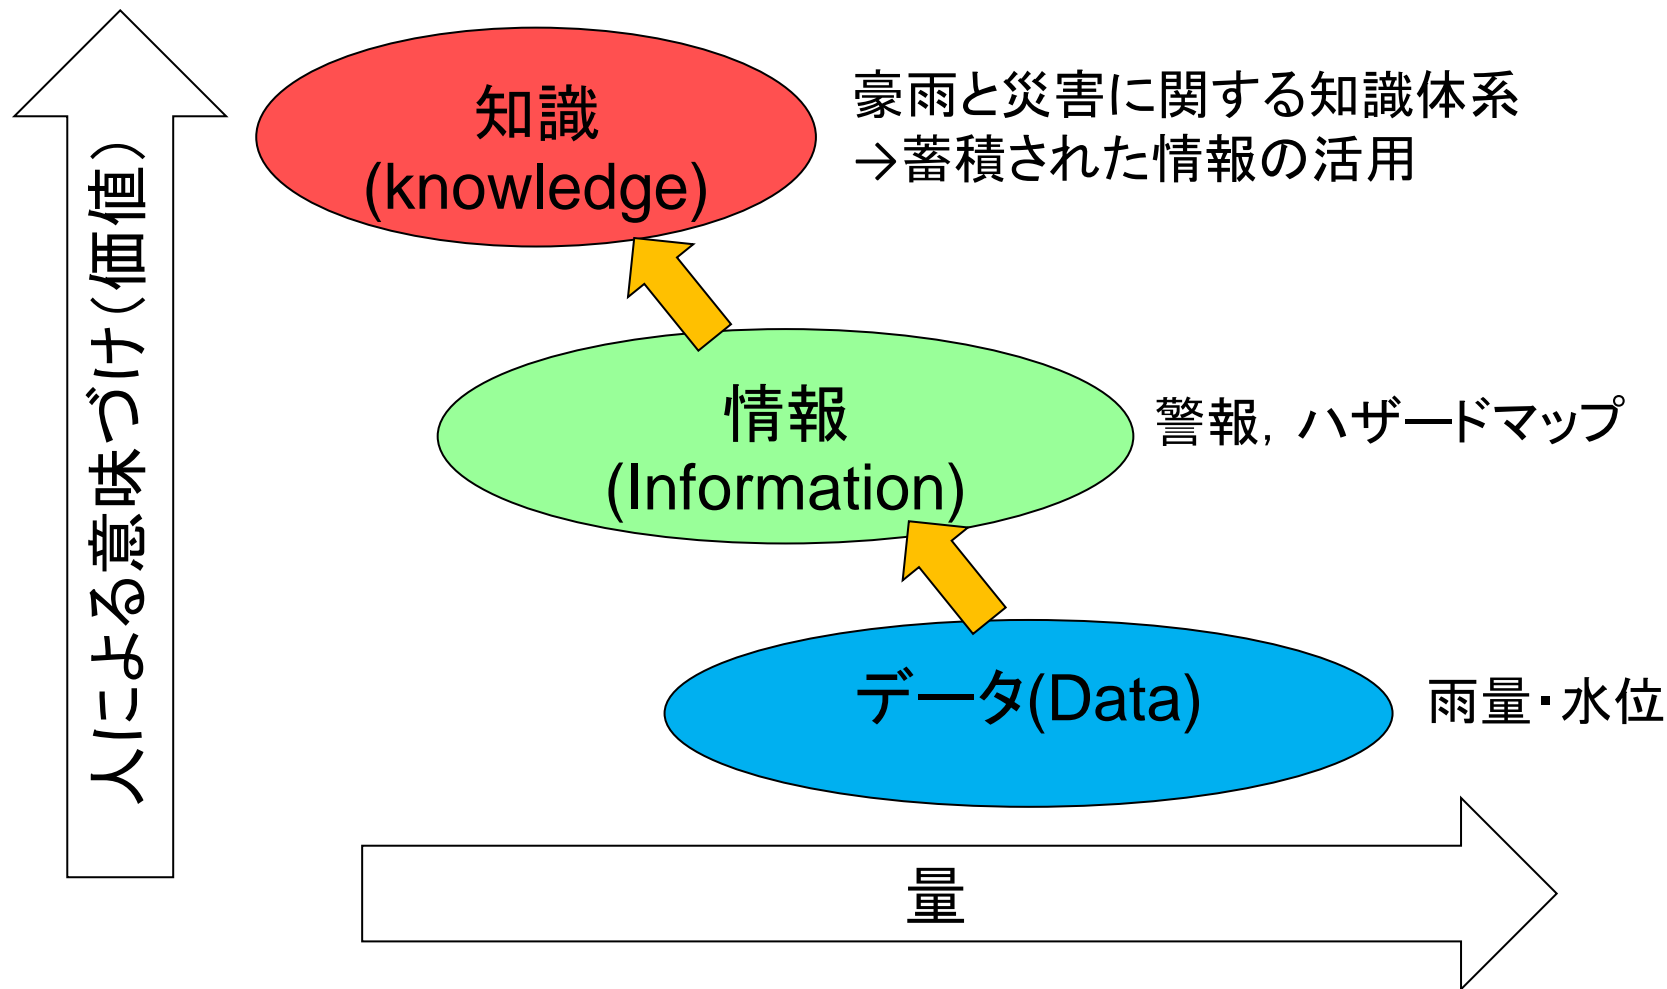 人による意味づけ(価値)
知識
(knowledge)
豪雨と災害に関する知識体系
→蓄積された情報の活用
情報
(Information)
警報，ハザードマップ
データ(Data)
雨量・水位
量